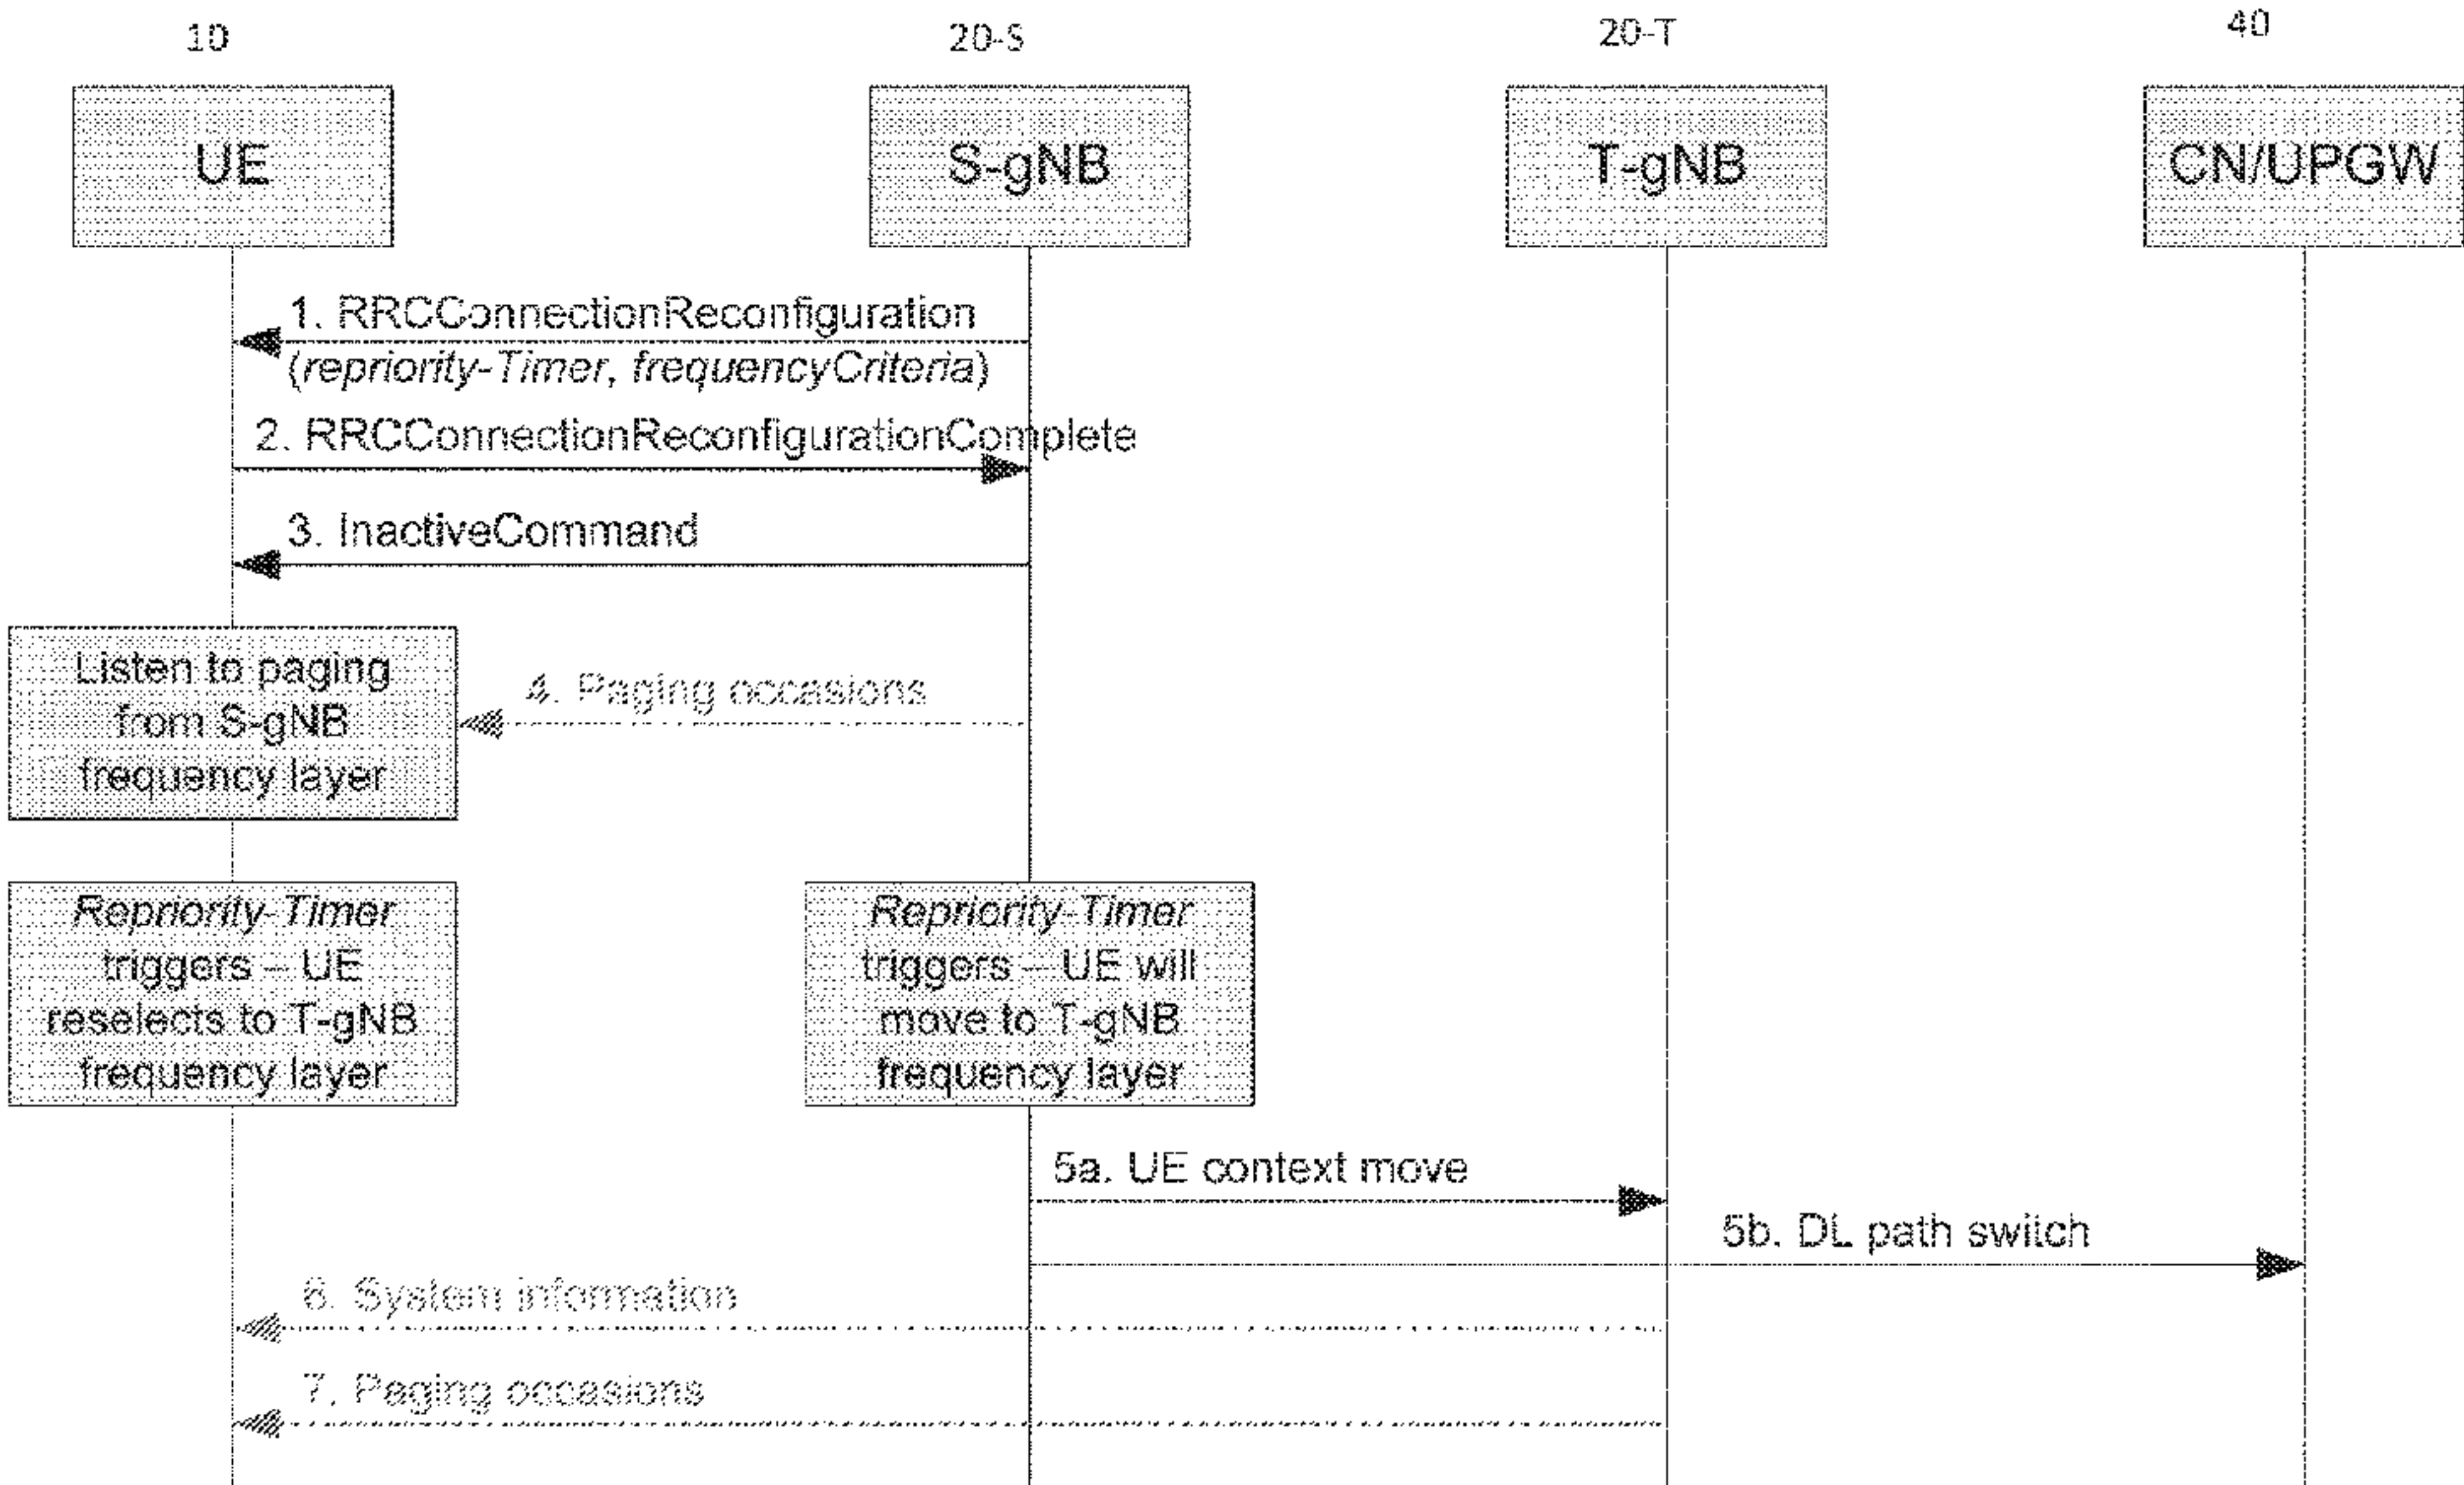 10
20-S
20-T
40
UE
S-gNB
T-gNB
CN/UPGW
1. RRCConnectionReconfiguration
(repriority-Timer, frequencyCriteria)
2. RRCConnectionReconfigurationComplete
3. InactiveCommand
Listen to paging
from S-gNB
frequency layer
4. Paging occasions
Repriority-Timer
triggers – UE
reselects to T-gNB
frequency layer
Repriority-Timer
triggers – UE will
move to T-gNB
frequency layer
5a. UE context move
5b. DL path switch
6. System information
7. Paging occasions